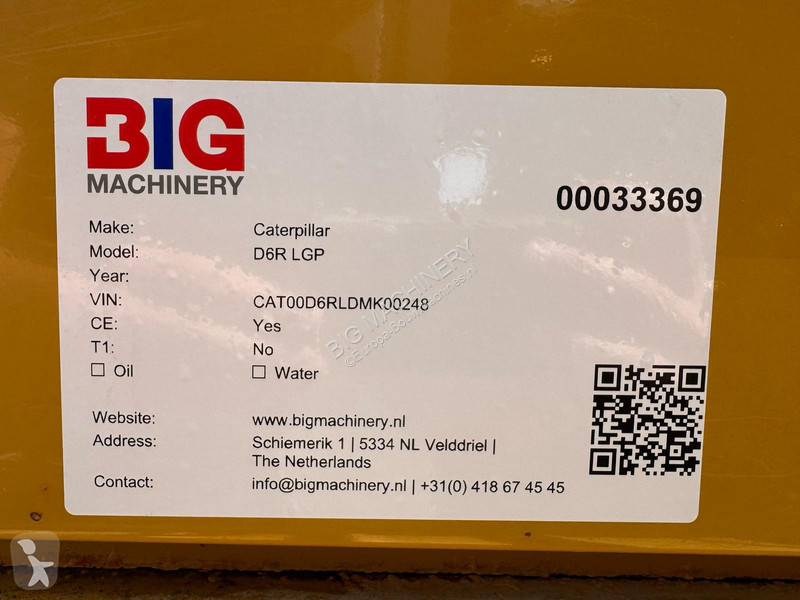 BIG
MACHINERY
00033369
Make: Caterpillar
Model: D6R LGP
Year:
VIN: CAT00D6RLDMK00248
CE: Yes
T1: No
Oil Water
Website: www.bigmachinery.nl
Address: Schiemerik 1 | 5334 NL Velddriel |
The Netherlands
Contact: info@bigmachinery.nl | +31(0) 418 67 45 45
BIG MACHINERY